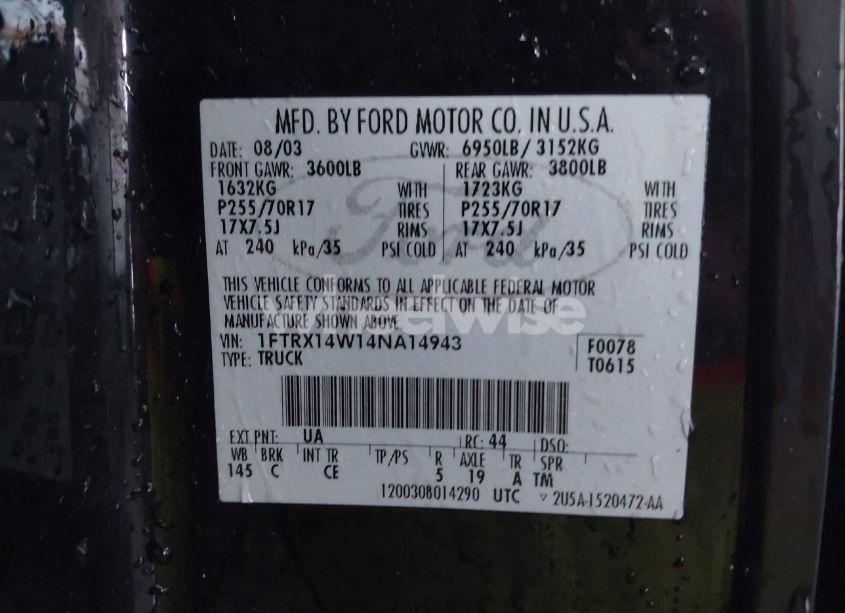 MFD. BY FORD MOTOR CO. IN U.S.A.
DATE: 08/03 GVWR: 6950LB/ 3152KG
FRONT GAWR: 3600LB REAR GAWR: 3800LB
1632KG WITH 1723KG WITH
P255/70R17 TIRES P255/70R17 TIRES
17X7.5J RIMS 17X7.5J RIMS
AT 240 kPa/35 PSI COLD AT 240 kPa/35 PSI COLD
Ford
THIS VEHICLE CONFORMS TO ALL APPLICABLE FEDERAL MOTOR
VEHICLE SAFETY STANDARDS IN EFFECT ON THE DATE OF
MANUFACTURE SHOWN ABOVE.
VIN: 1FTRX14W14NA14943 F0078
TYPE: TRUCK T0615
EXT PNT: UA RC: 44 DSO:
WB BRK INT TR TP/PS R AXLE TR SPR
145 C CE 5 19 A TM
1200308014290 UTC ▽ 2U5A-1520472-AA